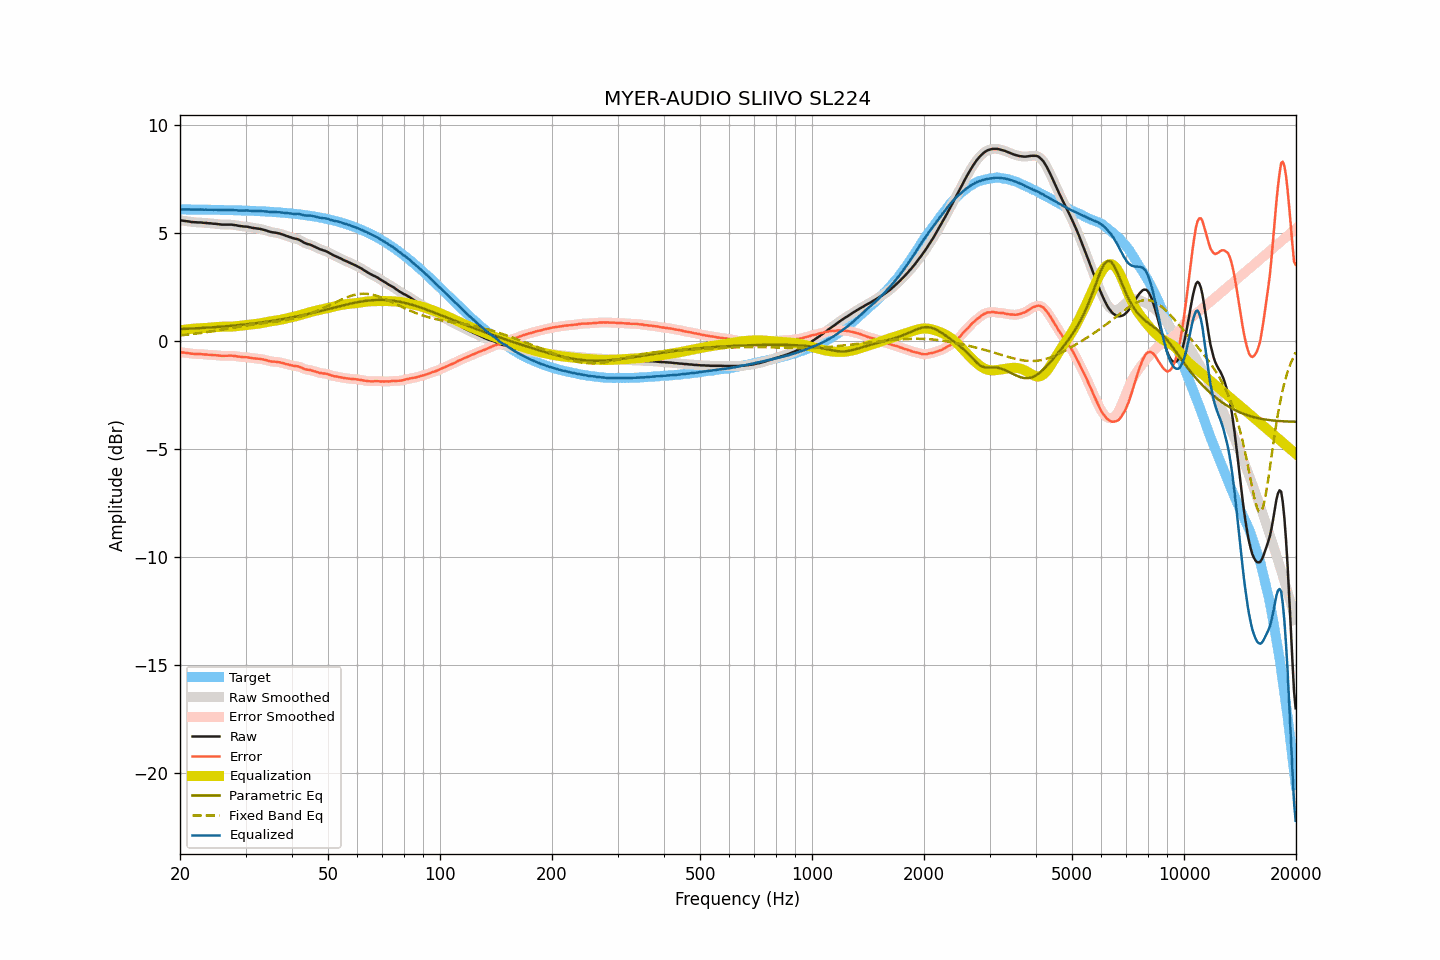 MYER-AUDIO SLIIVO SL224
10
5
0
−5
−10
−15
−20
Amplitude (dBr)
Target
Raw Smoothed
Error Smoothed
Raw
Error
Equalization
Parametric Eq
Fixed Band Eq
Equalized
20 50 100 200 500 1000 2000 5000 10000 20000
Frequency (Hz)